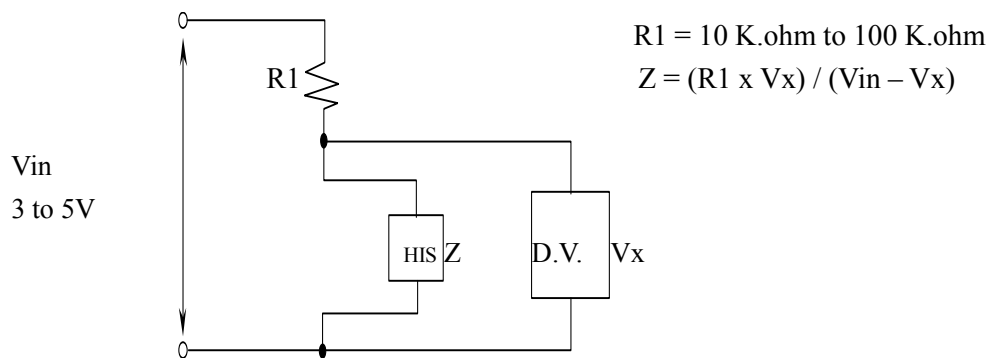 R1 = 10 K.ohm to 100 K.ohm
Z = (R1 x Vx) / (Vin – Vx)
R1
Vin
3 to 5V
HIS Z
D.V. Vx